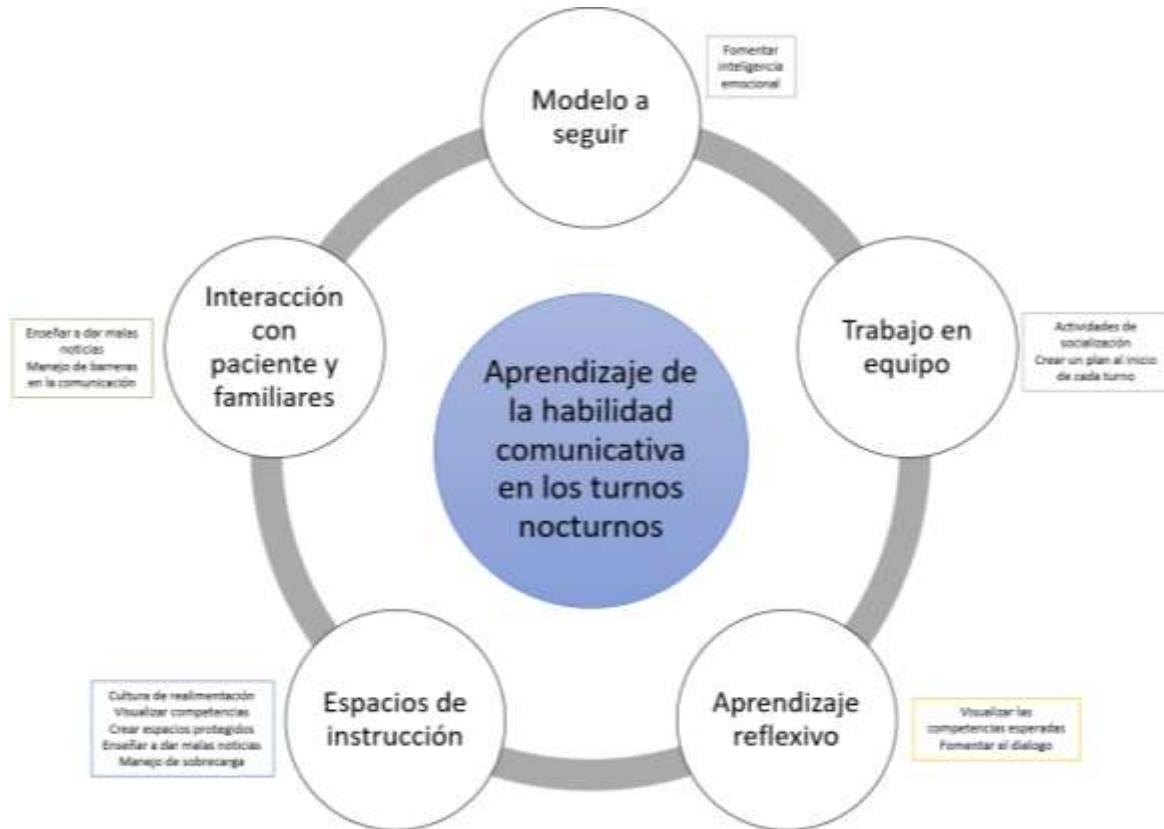 Modelo a
seguir
Fomentar
inteligencia
emocional
Trabajo en
equipo
Actividades de
socialización
Crear un plan al inicio
de cada turno
Aprendizaje
reflexivo
Visualizar las
competencias esperadas
Fomentar el dialogo
Espacios de
instrucción
Cultura de realimentación
Visualizar competencias
Crear espacios protegidos
Enseñar a dar malas noticias
Manejo de sobrecarga
Interacción
con
paciente y
familiares
Enseñar a dar malas
noticias
Manejo de barreras
en la comunicación
Aprendizaje de
la habilidad
comunicativa
en los turnos
nocturnos